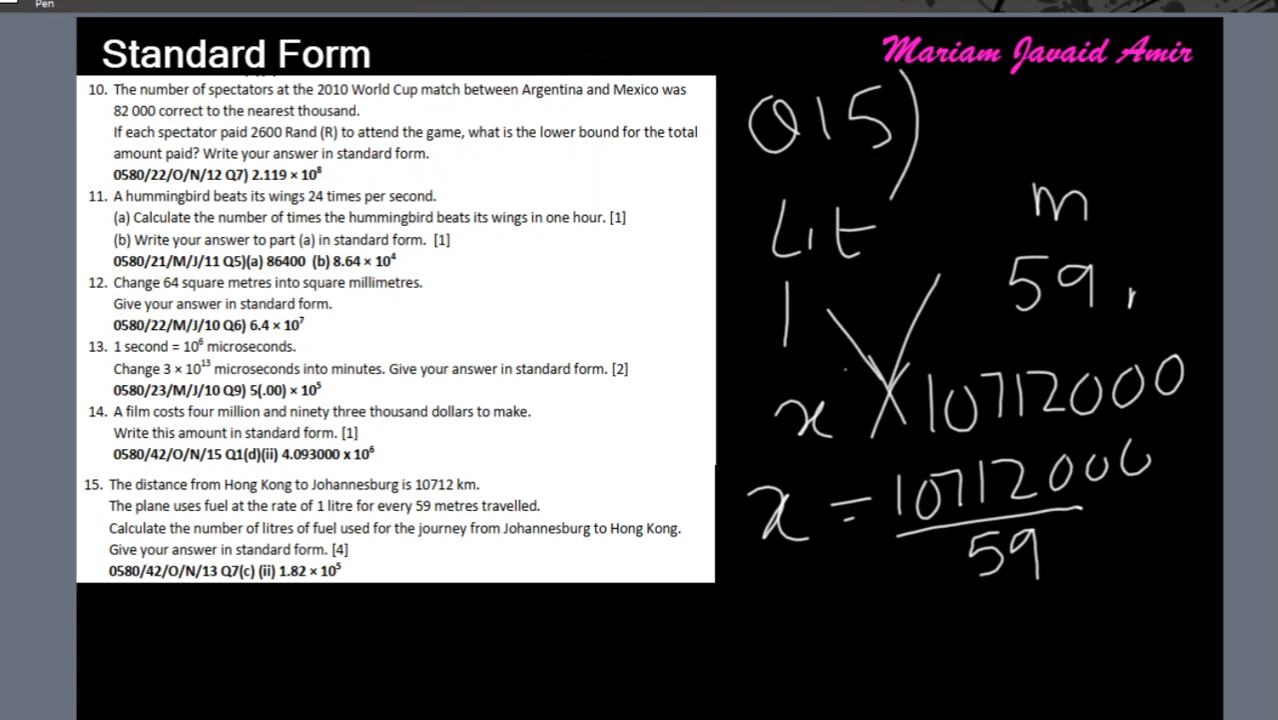 Pen
Standard Form
Mariam Javaid Amir
10. The number of spectators at the 2010 World Cup match between Argentina and Mexico was
82 000 correct to the nearest thousand.
If each spectator paid 2600 Rand (R) to attend the game, what is the lower bound for the total
amount paid? Write your answer in standard form.
0580/22/O/N/12 Q7) 2.119 × 10⁸
11. A hummingbird beats its wings 24 times per second.
(a) Calculate the number of times the hummingbird beats its wings in one hour. [1]
(b) Write your answer to part (a) in standard form. [1]
0580/21/M/J/11 Q5)(a) 86400 (b) 8.64 × 10⁴
12. Change 64 square metres into square millimetres.
Give your answer in standard form.
0580/22/M/J/10 Q6) 6.4 × 10⁷
13. 1 second = 10⁶ microseconds.
Change 3 × 10¹³ microseconds into minutes. Give your answer in standard form. [2]
0580/23/M/J/10 Q9) 5(.00) × 10⁵
14. A film costs four million and ninety three thousand dollars to make.
Write this amount in standard form. [1]
0580/42/O/N/15 Q1(d)(ii) 4.093000 x 10⁶
15. The distance from Hong Kong to Johannesburg is 10712 km.
The plane uses fuel at the rate of 1 litre for every 59 metres travelled.
Calculate the number of litres of fuel used for the journey from Johannesburg to Hong Kong.
Give your answer in standard form. [4]
0580/42/O/N/13 Q7(c) (ii) 1.82 × 10⁵
Q15)
Lit m
1 59
x 10712000
x = 10712000
59